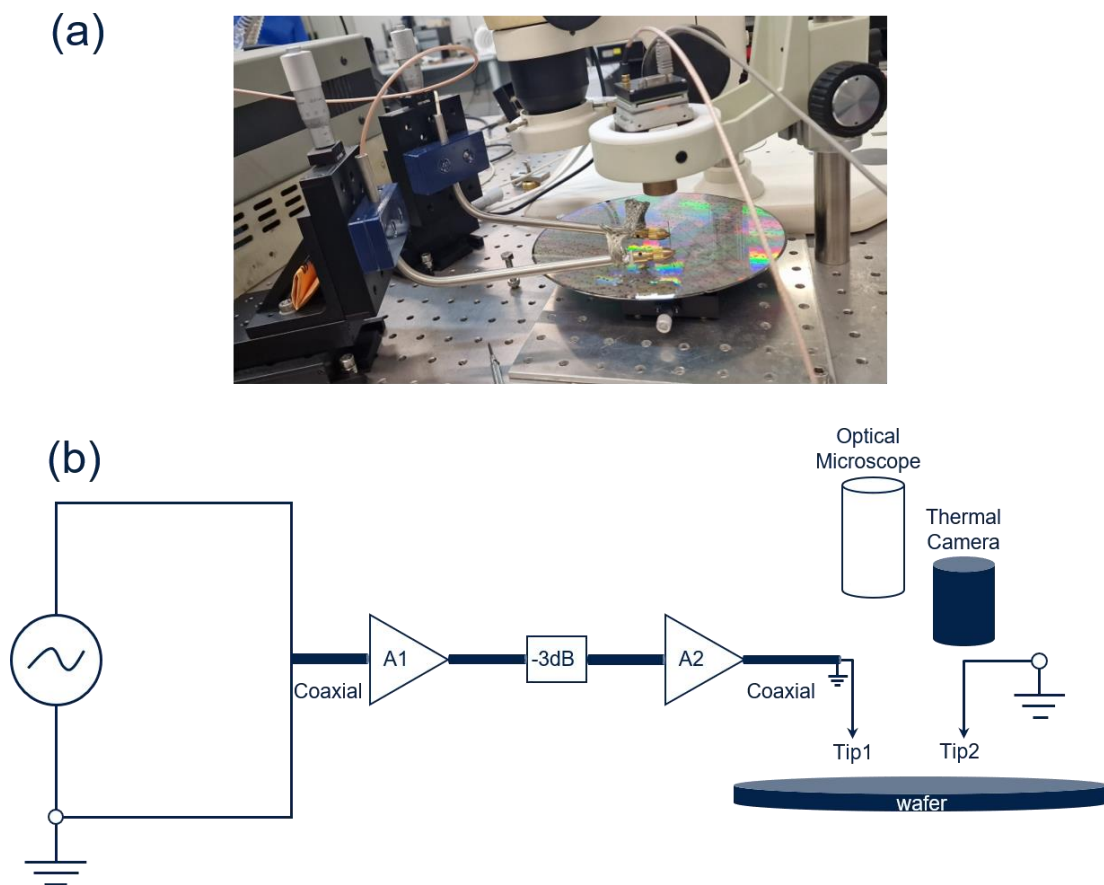 (a)
(b)
Optical
Microscope
Thermal
Camera
A1
-3dB
A2
Coaxial
Coaxial
Tip1
Tip2
wafer